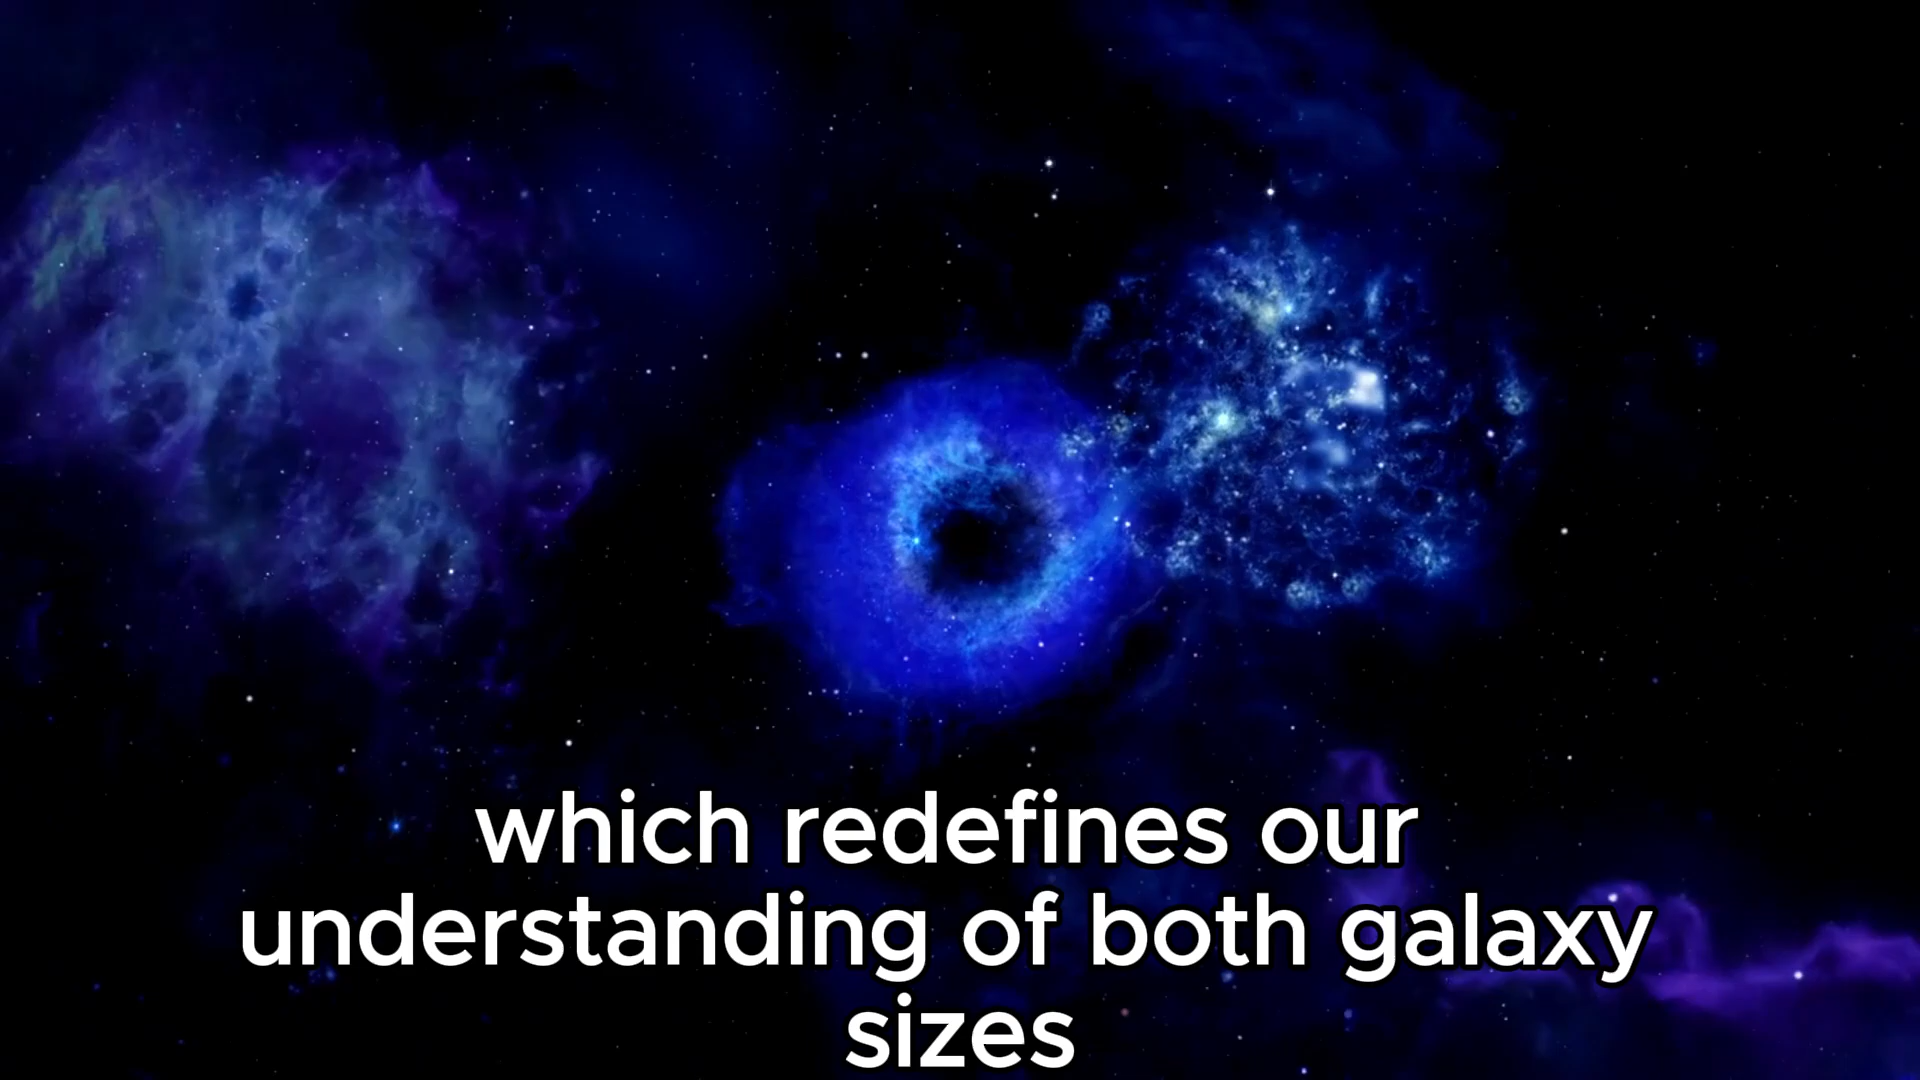 which redefines our
understanding of both galaxy
sizes